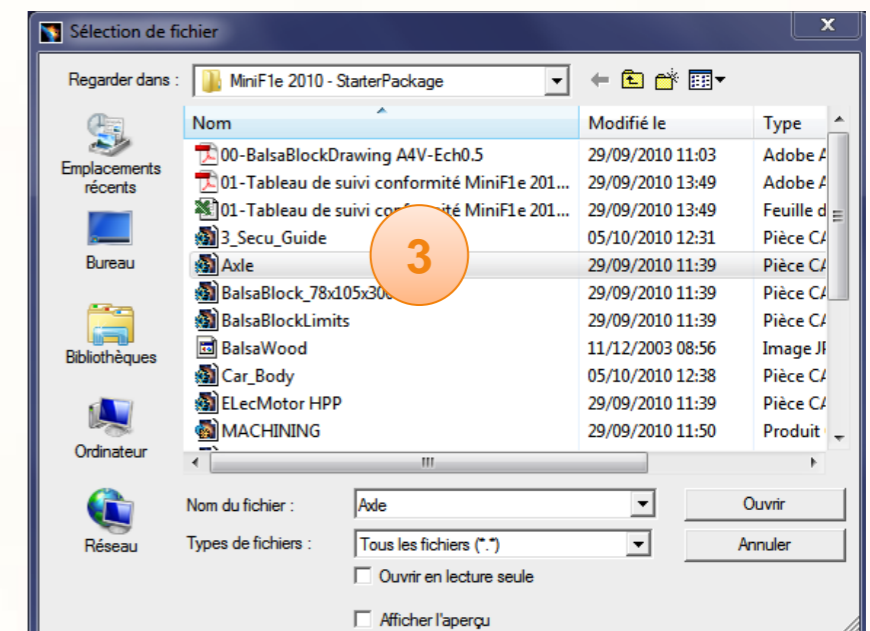 Sélection de fichier
x
Regarder dans :
MiniF1e 2010 - StarterPackage
Nom Modifié le Type
00-BalsaBlockDrawing A4V-Ech0.5 29/09/2010 11:03 Adobe A
01-Tableau de suivi conformité MiniF1e 201... 29/09/2010 13:49 Adobe A
01-Tableau de suivi conformité MiniF1e 201... 29/09/2010 13:49 Feuille d
3_Secu_Guide 05/10/2010 12:31 Pièce CA
3
Axle 29/09/2010 11:39 Pièce CA
BalsaBlock_78x105x300 29/09/2010 11:39 Pièce CA
BalsaBlockLimits 29/09/2010 11:39 Pièce CA
BalsaWood 11/12/2003 08:56 Image JP
Car_Body 05/10/2010 12:38 Pièce CA
ELecMotor HPP 29/09/2010 11:39 Pièce CA
MACHINING 29/09/2010 11:50 Produit
Emplacements
récents
Bureau
Bibliothèques
Ordinateur
Réseau
Nom du fichier : Axle Ouvrir
Types de fichiers : Tous les fichiers (*.*) Annuler
Ouvrir en lecture seule
Afficher l'aperçu